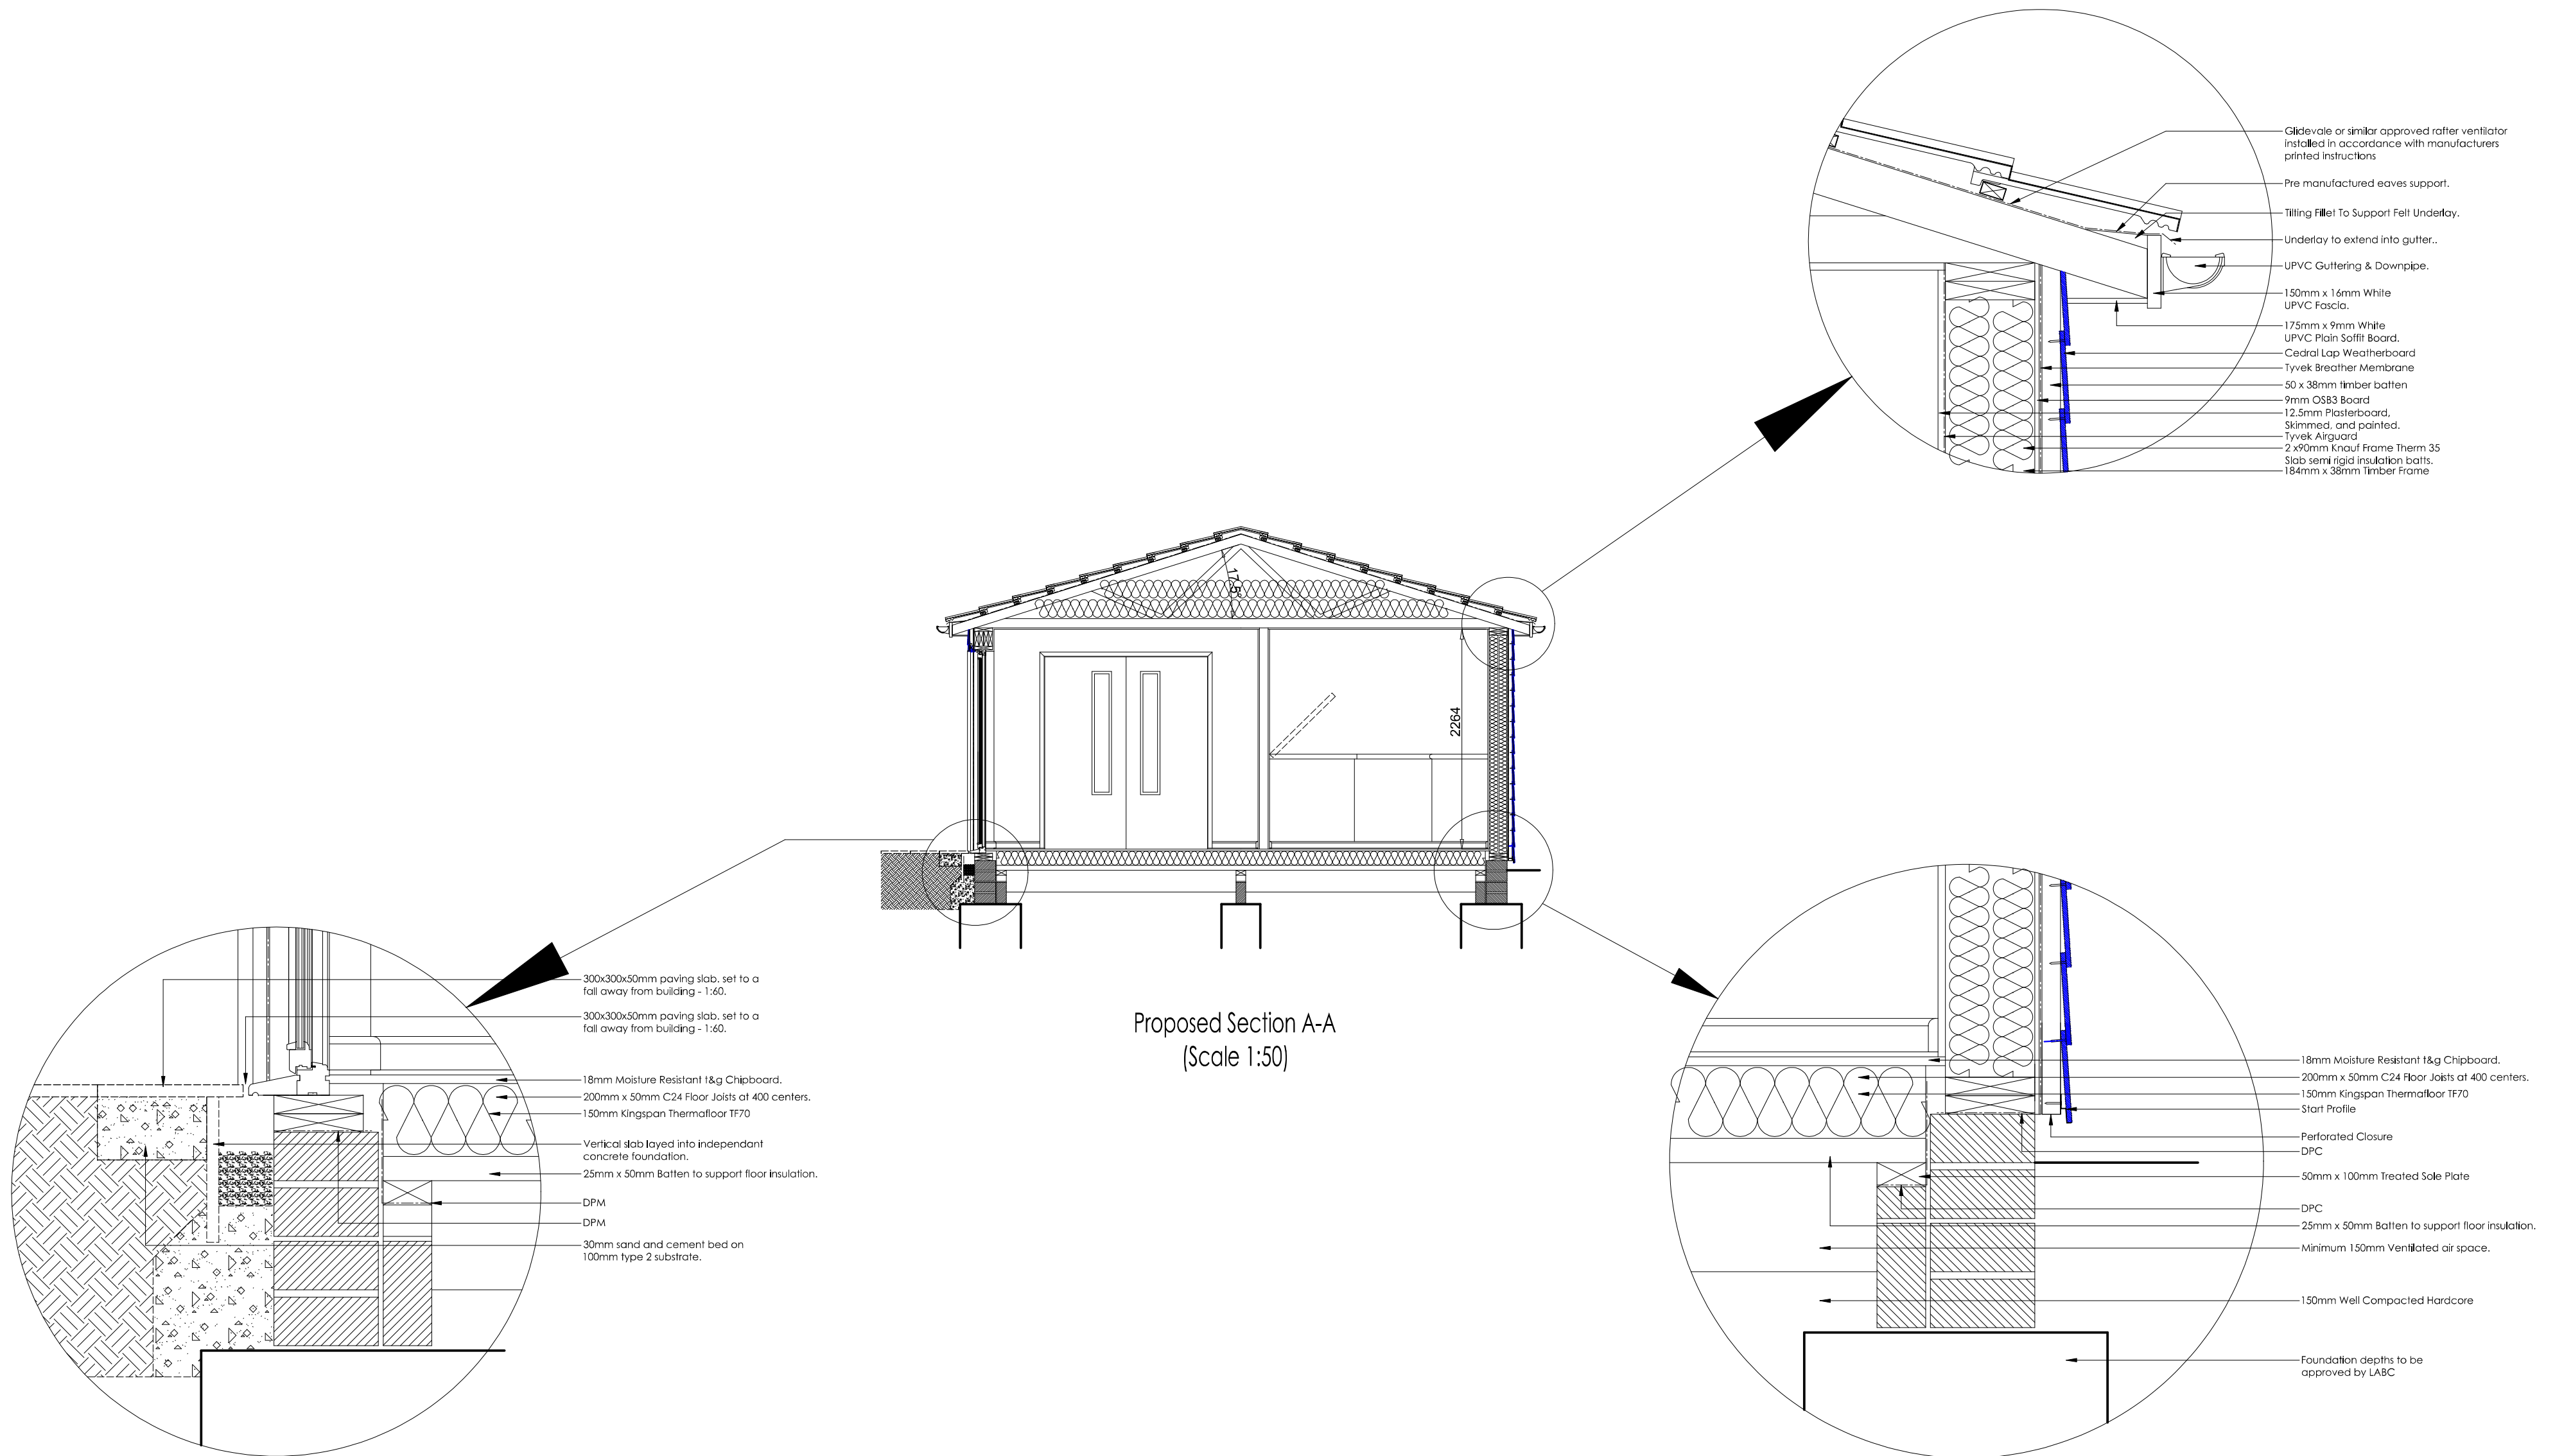 Glidevale or similar approved rafter ventilator
installed in accordance with manufacturers
printed instructions
Pre manufactured eaves support.
Tilting Fillet To Support Felt Underlay.
Underlay to extend into gutter..
UPVC Guttering & Downpipe.
150mm x 16mm White
UPVC Fascia.
175mm x 9mm White
UPVC Plain Soffit Board.
Cedral Lap Weatherboard
Tyvek Breather Membrane
50 x 38mm timber batten
9mm OSB3 Board
12.5mm Plasterboard,
Skimmed, and painted.
Tyvek Airguard
2 x90mm Knauf Frame Therm 35
Slab semi rigid insulation batts.
184mm x 38mm Timber Frame
17.5°
2264
Proposed Section A-A
(Scale 1:50)
300x300x50mm paving slab. set to a
fall away from building - 1:60.
300x300x50mm paving slab. set to a
fall away from building - 1:60.
18mm Moisture Resistant t&g Chipboard.
200mm x 50mm C24 Floor Joists at 400 centers.
150mm Kingspan Thermafloor TF70
Vertical slab layed into independant
concrete foundation.
25mm x 50mm Batten to support floor insulation.
DPM
DPM
30mm sand and cement bed on
100mm type 2 substrate.
18mm Moisture Resistant t&g Chipboard.
200mm x 50mm C24 Floor Joists at 400 centers.
150mm Kingspan Thermafloor TF70
Start Profile
Perforated Closure
DPC
50mm x 100mm Treated Sole Plate
DPC
25mm x 50mm Batten to support floor insulation.
Minimum 150mm Ventilated air space.
150mm Well Compacted Hardcore
Foundation depths to be
approved by LABC